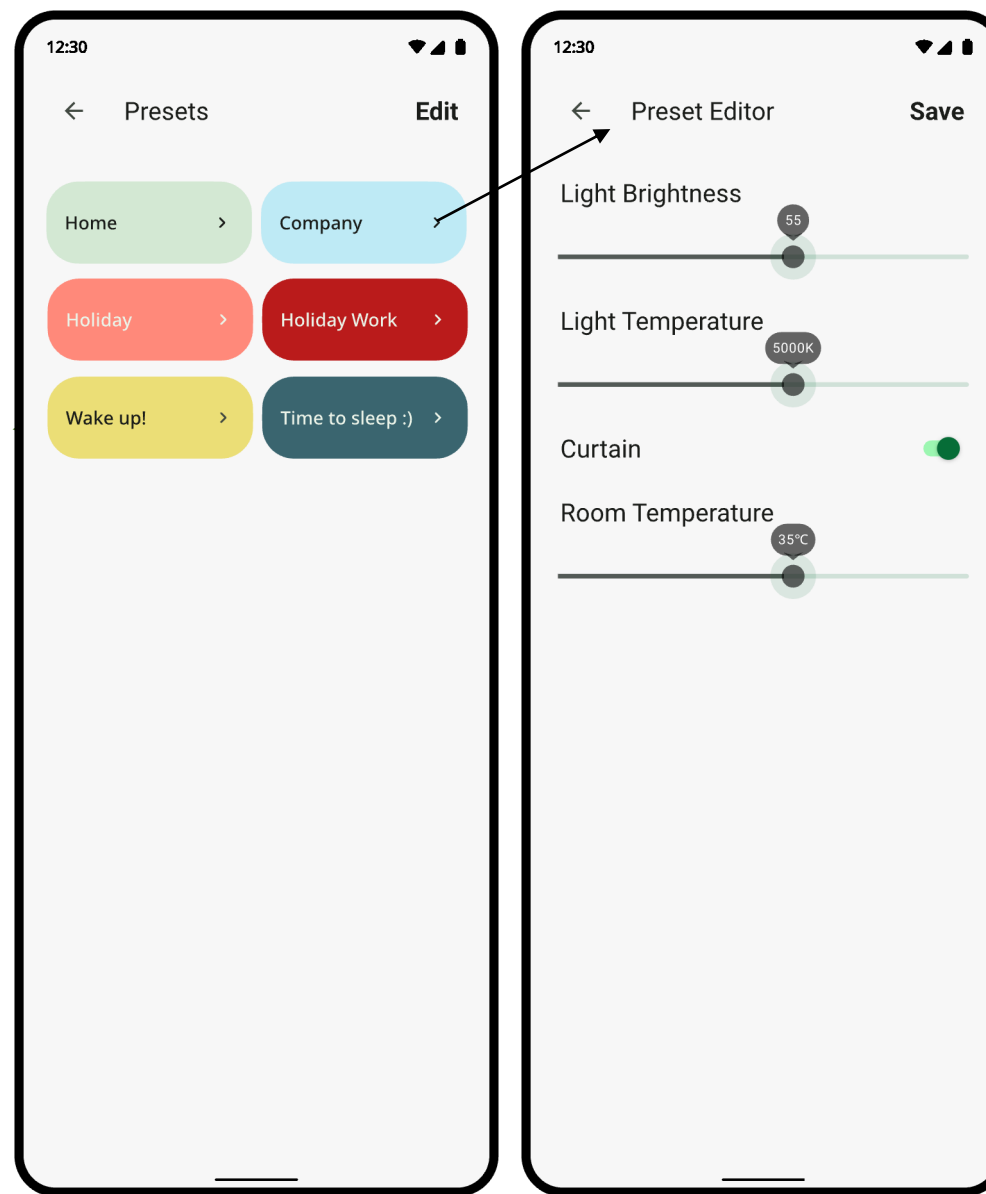 12:30
Presets
Edit
Home
Company
Holiday
Holiday Work
Wake up!
Time to sleep :)
12:30
Preset Editor
Save
Light Brightness
55
Light Temperature
5000K
Curtain
Room Temperature
35°C